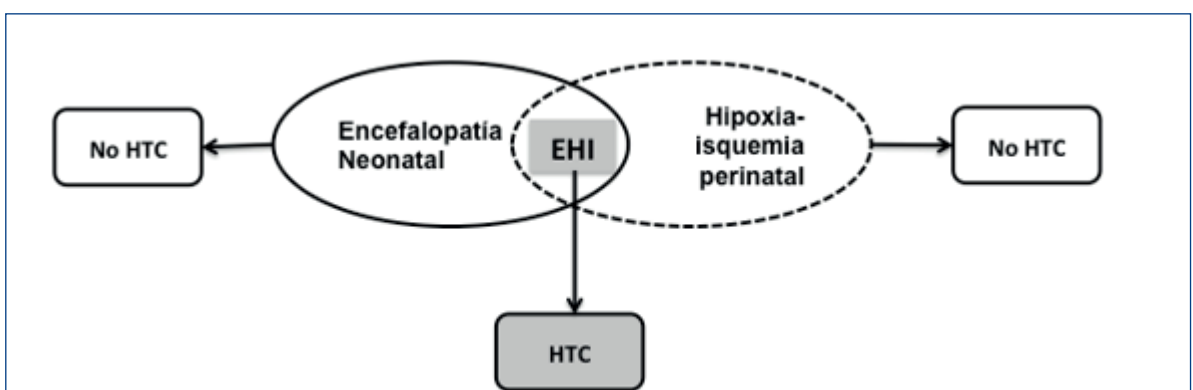 No HTC
Encefalopatía
Neonatal
EHI
Hipoxia-
isquemia
perinatal
No HTC
HTC